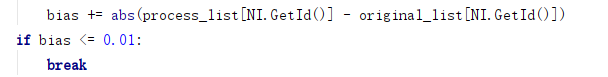 bias += abs(process_list[NI.GetId()] - original_list[NI.GetId()])
if bias <= 0.01:
    break